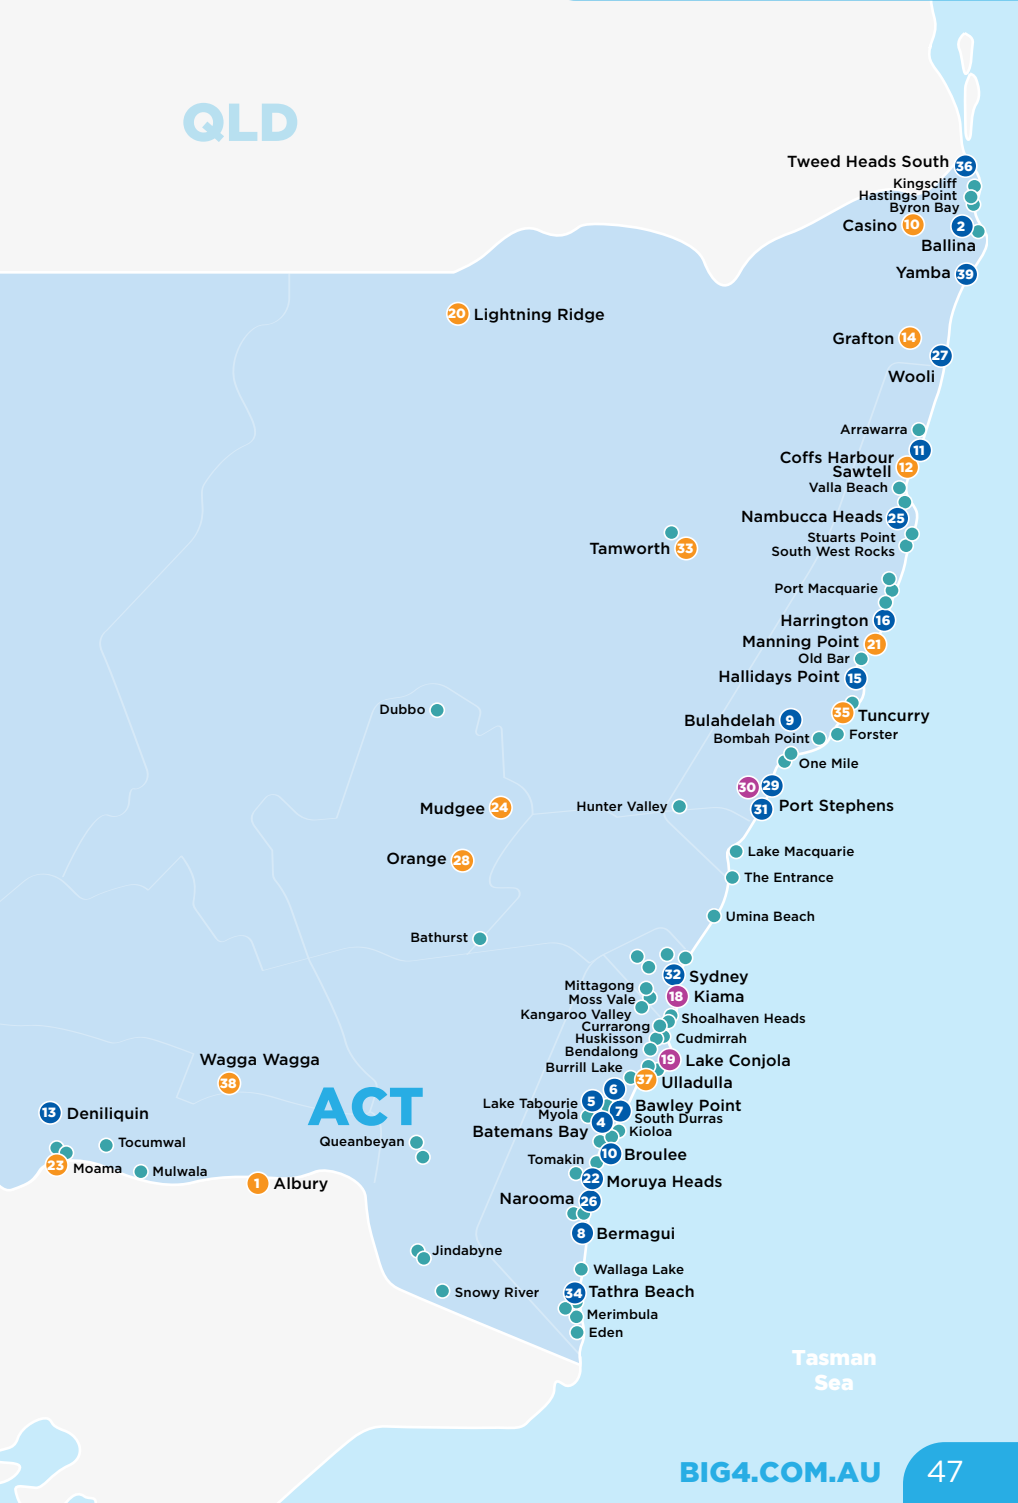 QLD
Tweed Heads South 36
Kingscliff
Hastings Point
Byron Bay
Casino 10
2
Ballina
Yamba 39
20 Lightning Ridge
Grafton 14
27
Wooli
Arrawarra
11
Coffs Harbour
Sawtell 12
Valla Beach
Nambucca Heads 25
Stuarts Point
South West Rocks
Tamworth 33
Port Macquarie
Harrington 16
Manning Point 21
Old Bar
Hallidays Point 15
Dubbo
35 Tuncurry
Bulahdelah 9
Forster
Bombah Point
One Mile
30 29
31 Port Stephens
Mudgee 24
Hunter Valley
Orange 28
Lake Macquarie
The Entrance
Umina Beach
Bathurst
32 Sydney
Mittagong
18 Kiama
Moss Vale
Kangaroo Valley
Shoalhaven Heads
Currarong
Huskisson
Cudmirrah
Bendalong
19 Lake Conjola
Burrill Lake
37 Ulladulla
Wagga Wagga
38
6
ACT
Lake Tabourie 5
7 Bawley Point
13 Deniliquin
Myola
South Durras
4
Batemans Bay
Kioloa
Queanbeyan
Tocumwal
10 Broulee
Tomakin
23 Moama
Mulwala
1 Albury
22 Moruya Heads
Narooma 26
8 Bermagui
Jindabyne
Wallaga Lake
Snowy River
34 Tathra Beach
Merimbula
Eden
Tasman
Sea
BIG4.COM.AU 47